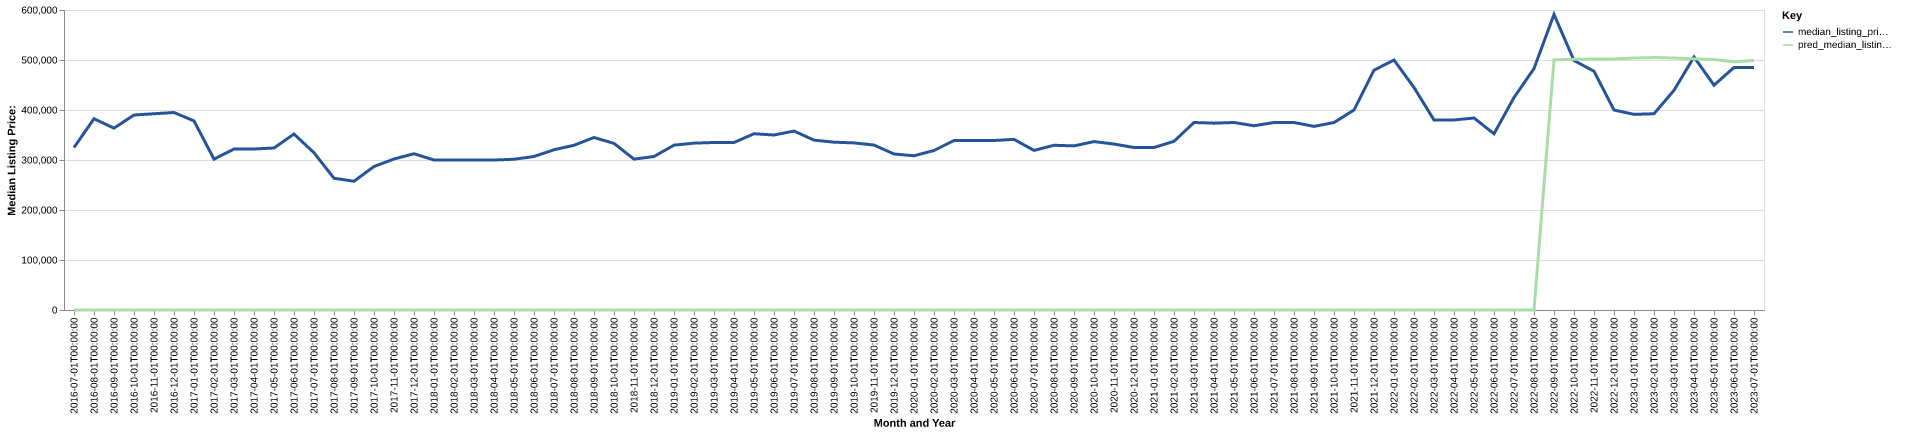 600,000
500,000
400,000
300,000
200,000
100,000
0
Median Listing Price:
2016-07-01T00:00:00
2016-08-01T00:00:00
2016-09-01T00:00:00
2016-10-01T00:00:00
2016-11-01T00:00:00
2016-12-01T00:00:00
2017-01-01T00:00:00
2017-02-01T00:00:00
2017-03-01T00:00:00
2017-04-01T00:00:00
2017-05-01T00:00:00
2017-06-01T00:00:00
2017-07-01T00:00:00
2017-08-01T00:00:00
2017-09-01T00:00:00
2017-10-01T00:00:00
2017-11-01T00:00:00
2017-12-01T00:00:00
2018-01-01T00:00:00
2018-02-01T00:00:00
2018-03-01T00:00:00
2018-04-01T00:00:00
2018-05-01T00:00:00
2018-06-01T00:00:00
2018-07-01T00:00:00
2018-08-01T00:00:00
2018-09-01T00:00:00
2018-10-01T00:00:00
2018-11-01T00:00:00
2018-12-01T00:00:00
2019-01-01T00:00:00
2019-02-01T00:00:00
2019-03-01T00:00:00
2019-04-01T00:00:00
2019-05-01T00:00:00
2019-06-01T00:00:00
2019-07-01T00:00:00
2019-08-01T00:00:00
2019-09-01T00:00:00
2019-10-01T00:00:00
2019-11-01T00:00:00
2019-12-01T00:00:00
2020-01-01T00:00:00
2020-02-01T00:00:00
2020-03-01T00:00:00
2020-04-01T00:00:00
2020-05-01T00:00:00
2020-06-01T00:00:00
2020-07-01T00:00:00
2020-08-01T00:00:00
2020-09-01T00:00:00
2020-10-01T00:00:00
2020-11-01T00:00:00
2020-12-01T00:00:00
2021-01-01T00:00:00
2021-02-01T00:00:00
2021-03-01T00:00:00
2021-04-01T00:00:00
2021-05-01T00:00:00
2021-06-01T00:00:00
2021-07-01T00:00:00
2021-08-01T00:00:00
2021-09-01T00:00:00
2021-10-01T00:00:00
2021-11-01T00:00:00
2021-12-01T00:00:00
2022-01-01T00:00:00
2022-02-01T00:00:00
2022-03-01T00:00:00
2022-04-01T00:00:00
2022-05-01T00:00:00
2022-06-01T00:00:00
2022-07-01T00:00:00
2022-08-01T00:00:00
2022-09-01T00:00:00
2022-10-01T00:00:00
2022-11-01T00:00:00
2022-12-01T00:00:00
2023-01-01T00:00:00
2023-02-01T00:00:00
2023-03-01T00:00:00
2023-04-01T00:00:00
2023-05-01T00:00:00
2023-06-01T00:00:00
2023-07-01T00:00:00
Month and Year
Key
median_listing_pri…
pred_median_listin…